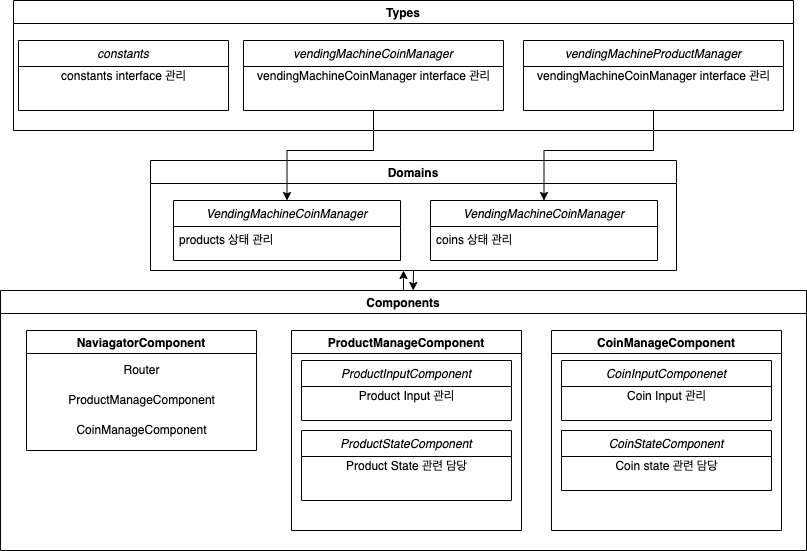 Types
constants
constants interface 관리
vendingMachineCoinManager
vendingMachineCoinManager interface 관리
vendingMachineProductManager
vendingMachineCoinManager interface 관리
Domains
VendingMachineCoinManager
products 상태 관리
VendingMachineCoinManager
coins 상태 관리
Components
NaviagatorComponent
Router
ProductManageComponent
CoinManageComponent
ProductManageComponent
ProductInputComponent
Product Input 관리
ProductStateComponent
Product State 관련 담당
CoinManageComponent
CoinInputComponenet
Coin Input 관리
CoinStateComponent
Coin state 관련 담당